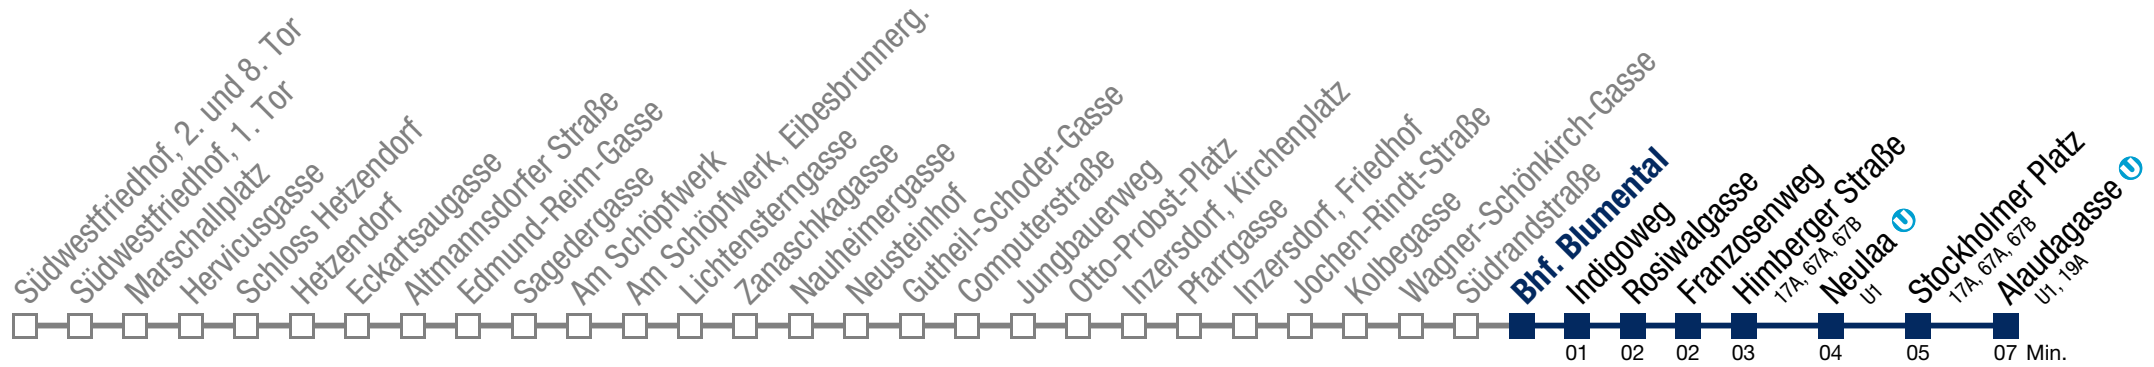 Südwestfriedhof, 2. und 8. Tor
Südwestfriedhof, 1. Tor
Marschallplatz
Hervicusgasse
Schloss Hetzendorf
Hetzendorf
Eckartsaugasse
Altmannsdorfer Straße
Edmund-Reim-Gasse
Sagedergasse
Am Schöpfwerk
Am Schöpfwerk, Eibesbrunnerg.
Lichtensterngasse
Zanaschkagasse
Nauheimergasse
Neusteinhof
Gutheil-Schoder-Gasse
Computerstraße
Jungbauerweg
Otto-Probst-Platz
Inzersdorf, Kirchenplatz
Pfarrgasse
Inzersdorf, Friedhof
Jochen-Rindt-Straße
Kolbegasse
Wagner-Schönkirch-Gasse
Südrandstraße
Bhf. Blumental
Indigoweg
Rosiwalgasse
Franzosenweg
Himberger Straße
17A, 67A, 67B
Neulaa U
U1
Stockholmer Platz
17A, 67A, 67B
Alaudagasse U
U1, 19A
01 02 02 03 04 05 07 Min.